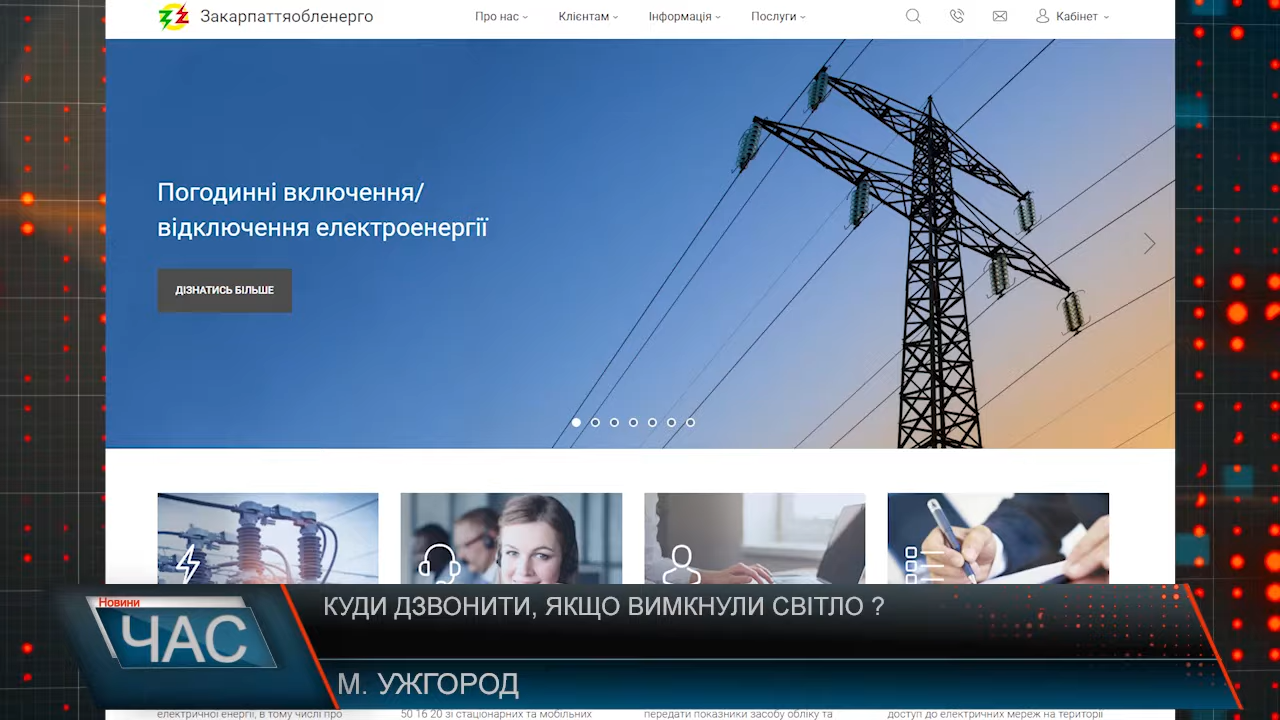 Закарпаттяобленерго
Про нас
Клієнтам
Інформація
Послуги
Кабінет
Погодинні включення/
відключення електроенергії
ДІЗНАТИСЬ БІЛЬШЕ
Новини
ЧАС
КУДИ ДЗВОНИТИ, ЯКЩО ВИМКНУЛИ СВІТЛО ?
М. УЖГОРОД
електричної енергії, в тому числі про
50 16 20 зі стаціонарних та мобільних
передати показники засобу обліку та
доступ до електричних мереж на території